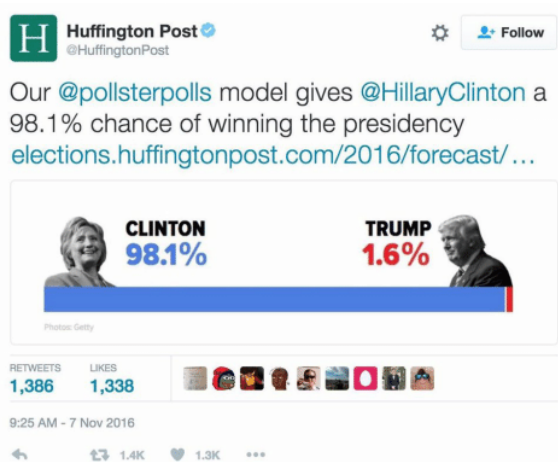 H Huffington Post
@HuffingtonPost
Follow
Our @pollsterpolls model gives @HillaryClinton a
98.1% chance of winning the presidency
elections.huffingtonpost.com/2016/forecast/…
CLINTON
98.1%
TRUMP
1.6%
Photos: Getty
RETWEETS LIKES
1,386 1,338
9:25 AM - 7 Nov 2016
1.4K 1.3K